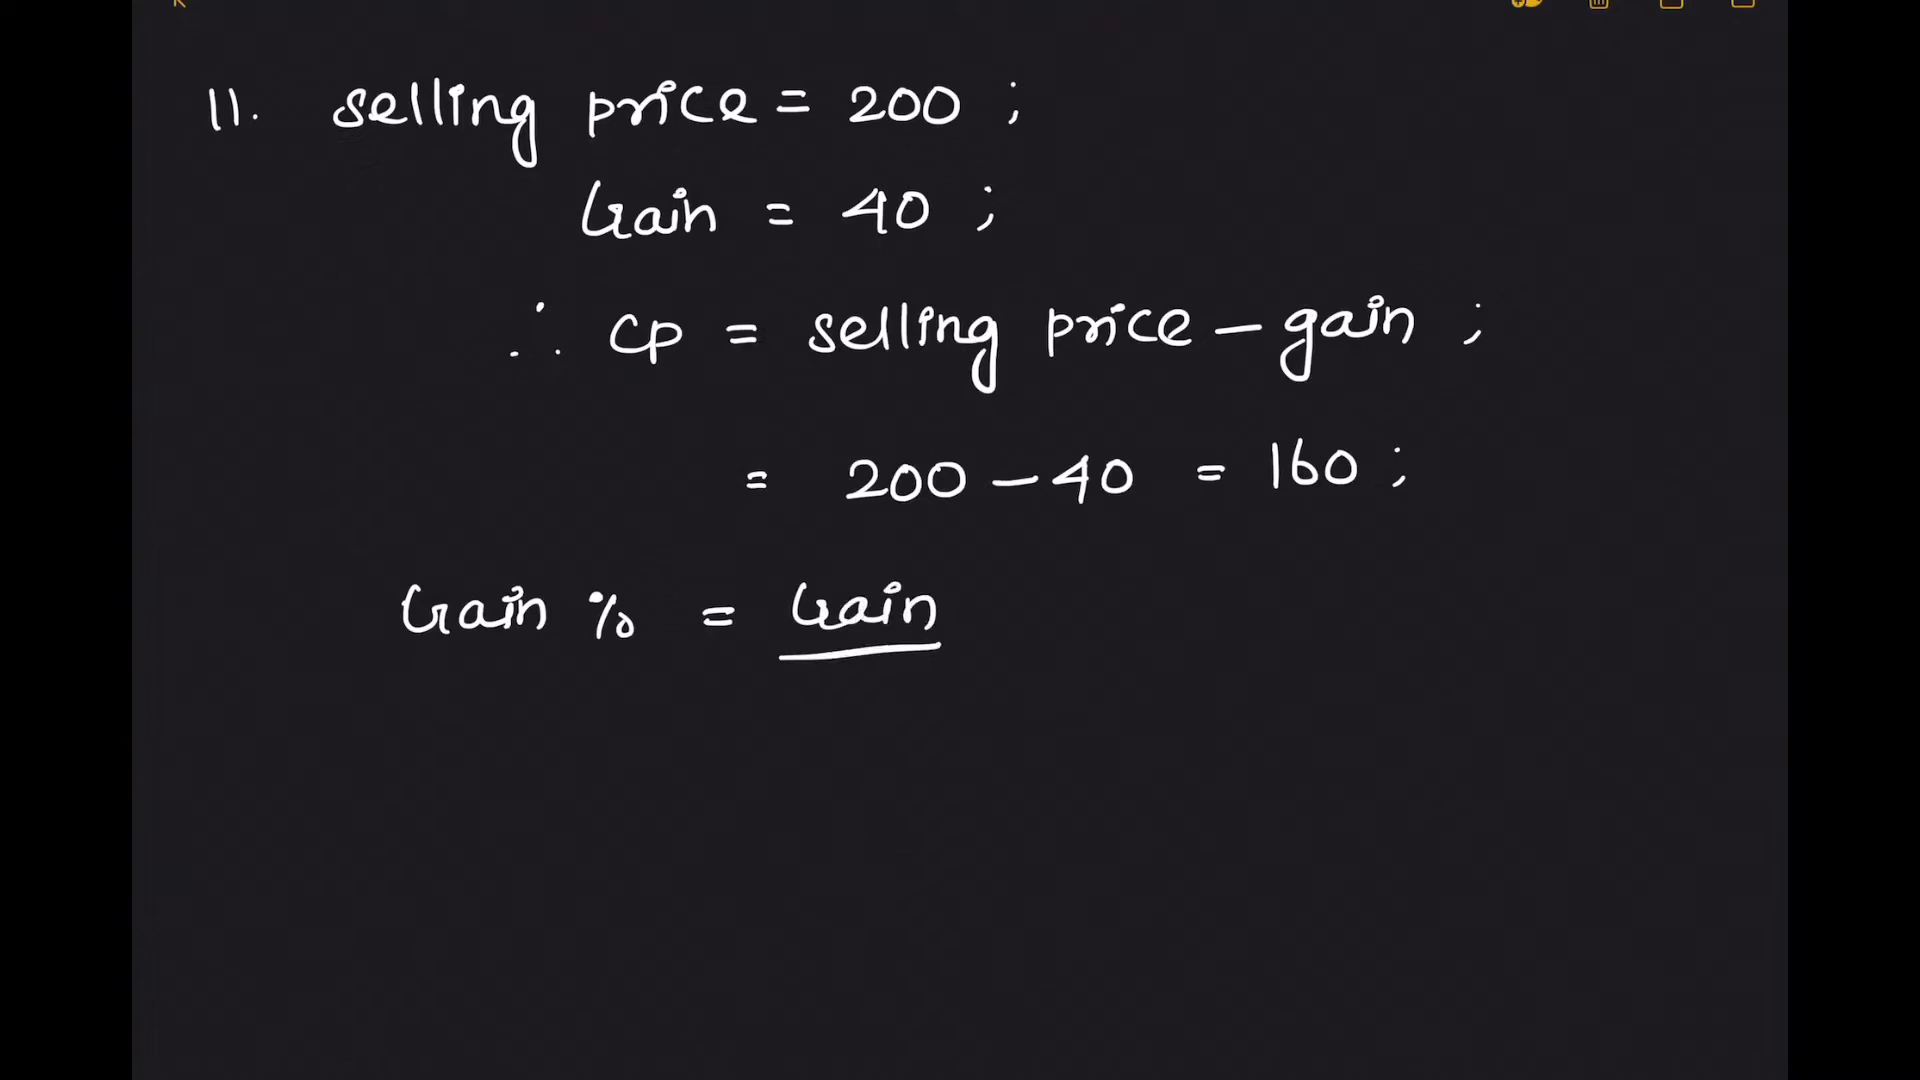 11. selling price = 200 ;
Gain = 40 ;
∴ CP = selling price - gain ;
= 200 - 40 = 160 ;
Gain % = Gain